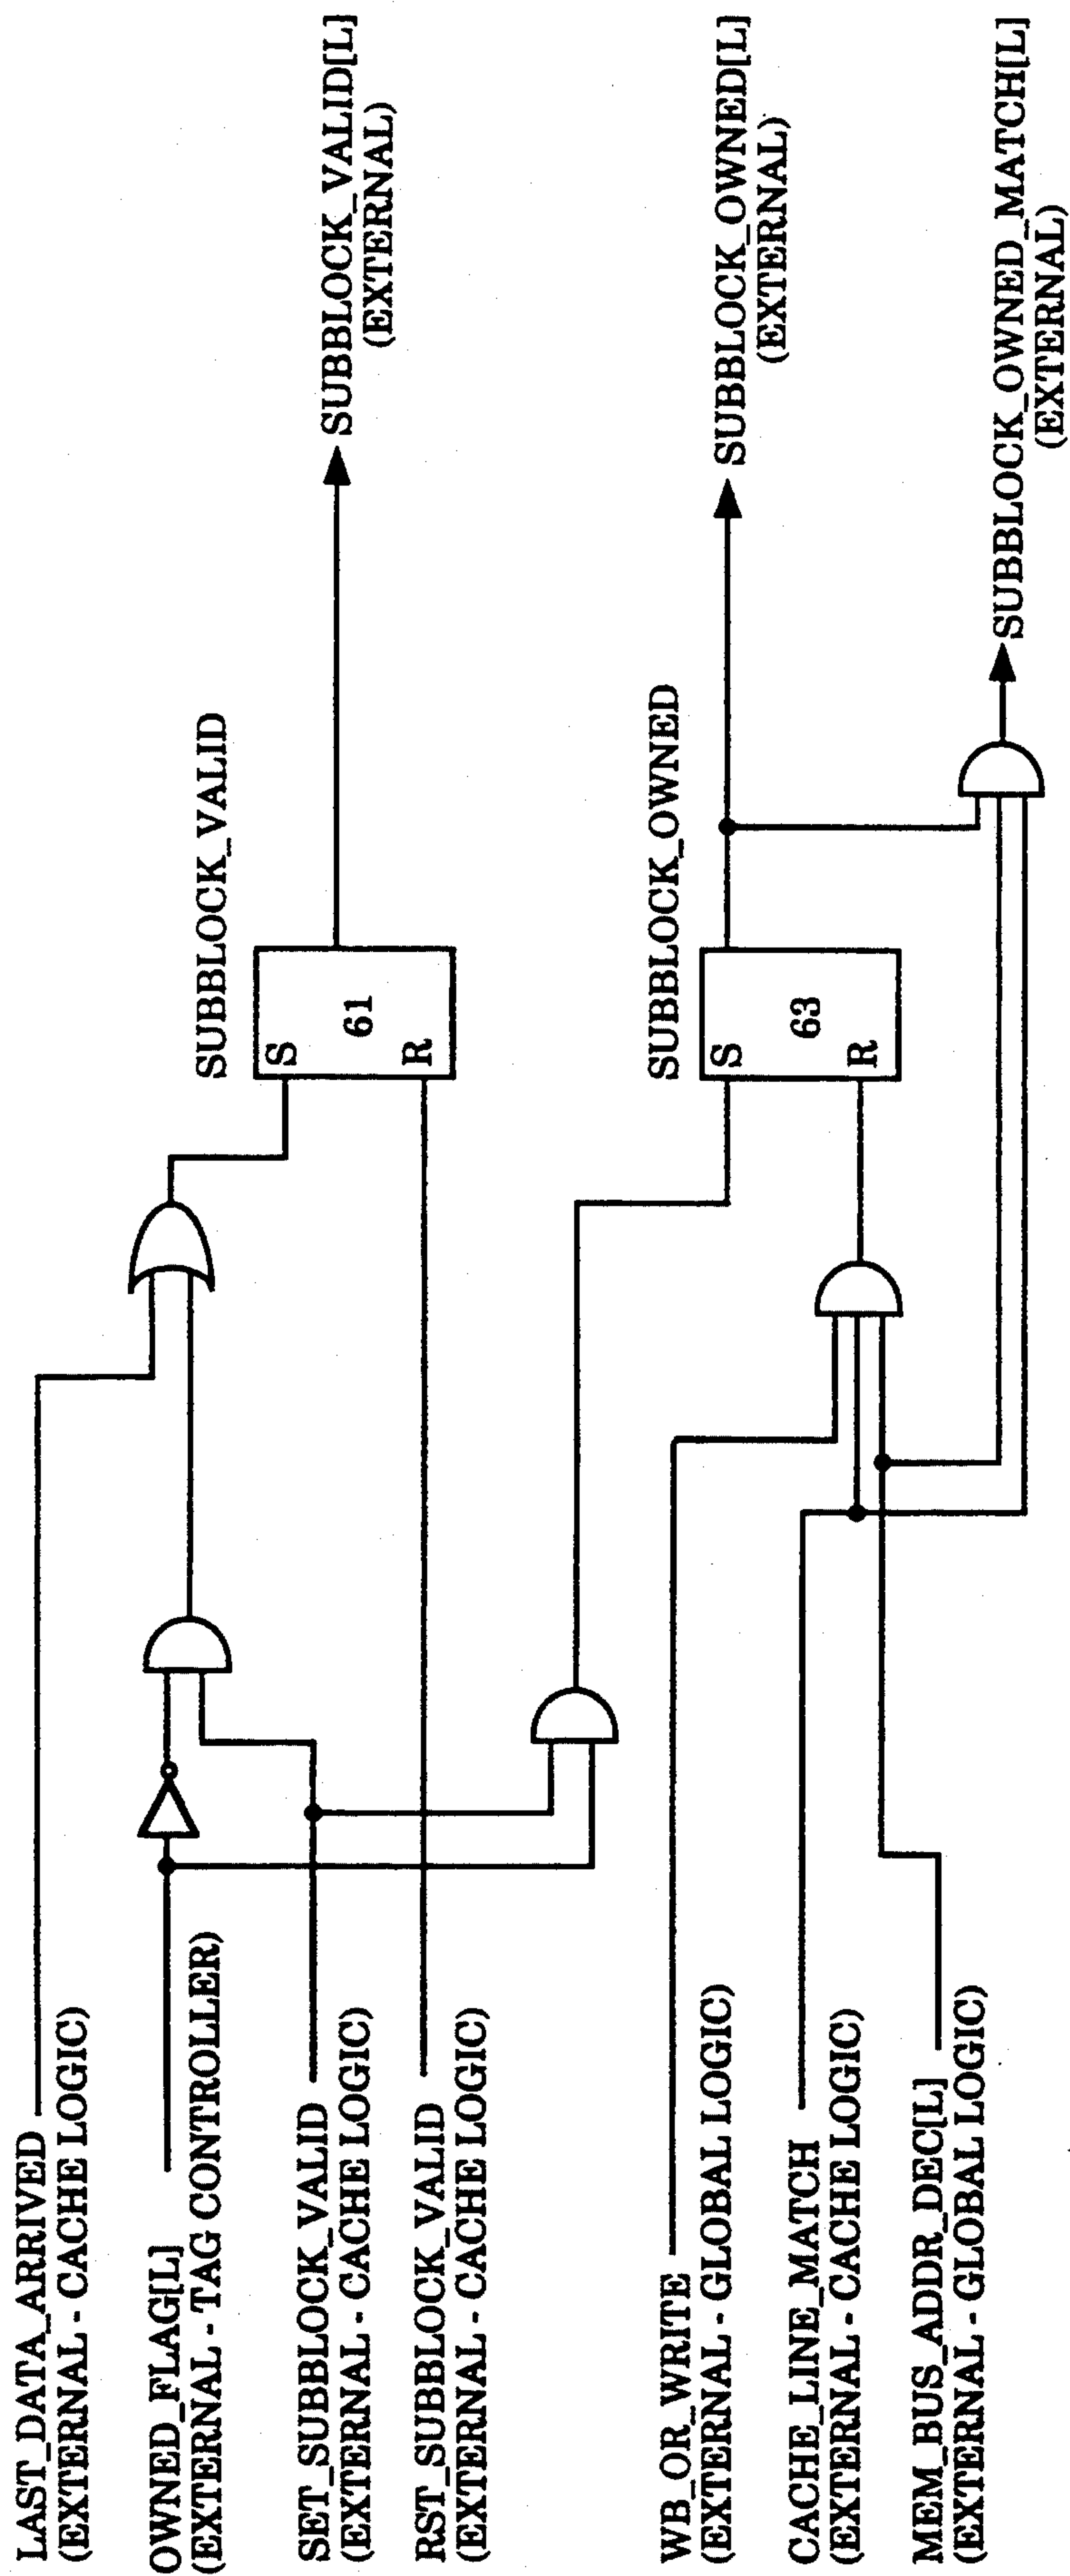 LAST_DATA_ARRIVED
(EXTERNAL - CACHE LOGIC)
OWNED_FLAG[L]
(EXTERNAL - TAG CONTROLLER)
SET_SUBBLOCK_VALID
(EXTERNAL - CACHE LOGIC)
RST_SUBBLOCK_VALID
(EXTERNAL - CACHE LOGIC)
SUBBLOCK_VALID
S
61
R
SUBBLOCK_VALID[L]
(EXTERNAL)
WB_OR_WRITE
(EXTERNAL - GLOBAL LOGIC)
CACHE_LINE_MATCH
(EXTERNAL - CACHE LOGIC)
MEM_BUS_ADDR_DEC[L]
(EXTERNAL - GLOBAL LOGIC)
SUBBLOCK_OWNED
S
63
R
SUBBLOCK_OWNED[L]
(EXTERNAL)
SUBBLOCK_OWNED_MATCH[L]
(EXTERNAL)